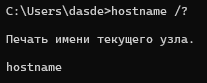 C:\Users\dasde>hostname /?
Печать имени текущего узла.
hostname